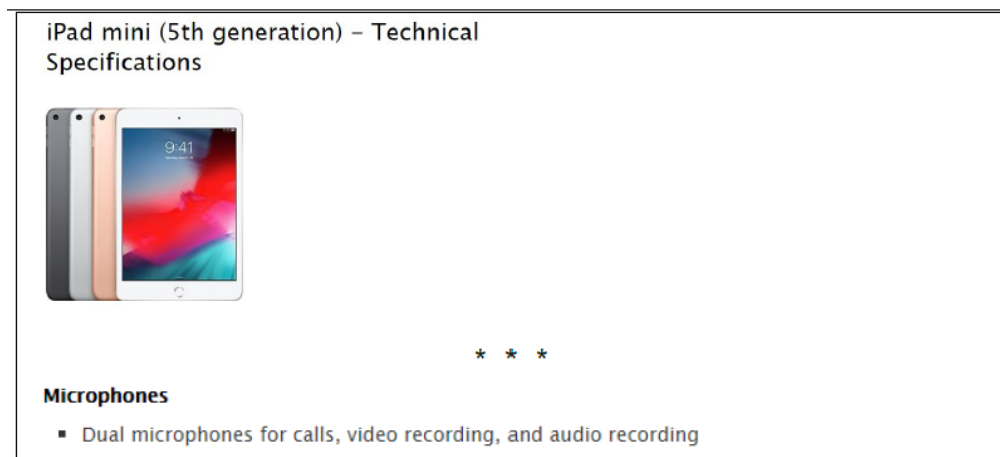 iPad mini (5th generation) – Technical
Specifications
9:41
* * *
Microphones
▪ Dual microphones for calls, video recording, and audio recording